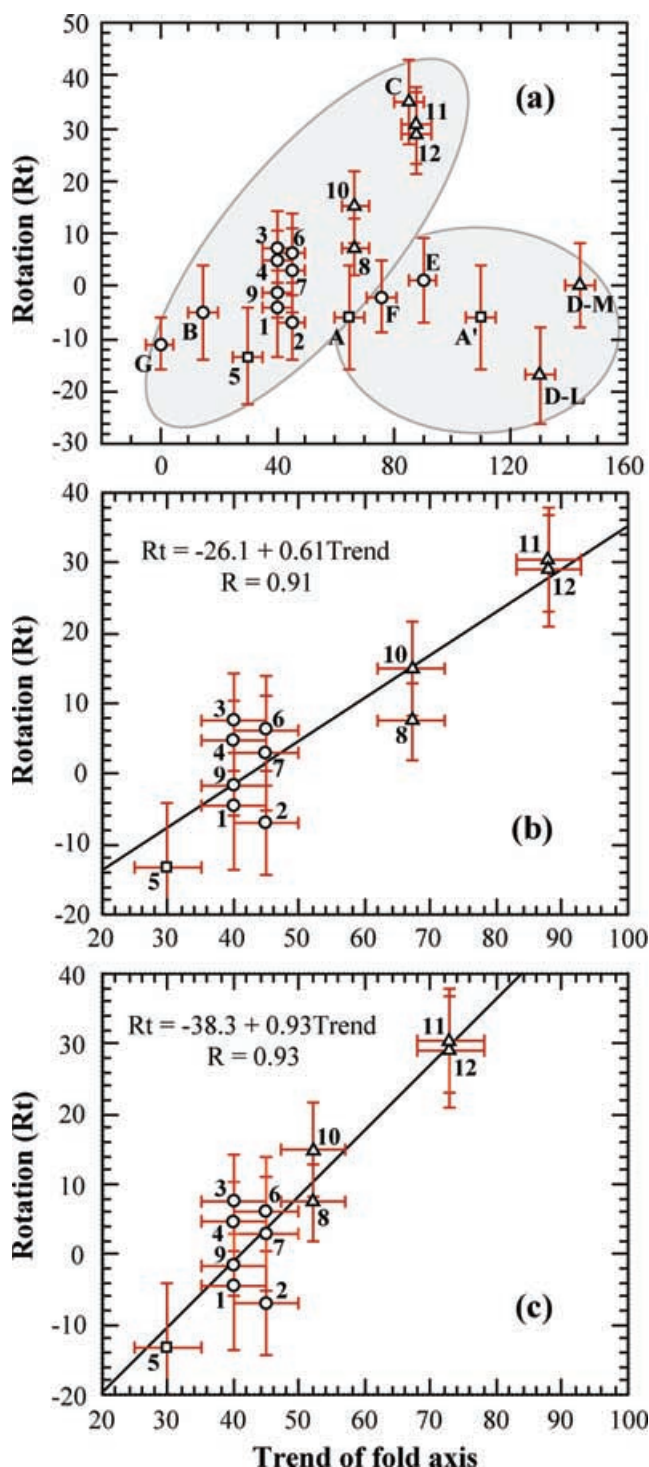 50
40
30
20
10
0
-10
-20
-30
Rotation (Rt)
(a)
C
11
12
10
8
3
6
4
7
9
1
2
G
B
5
A
F
E
A'
D-M
D-L
0 40 80 120 160
40
30
20
10
0
-10
-20
Rotation (Rt)
Rt = -26.1 + 0.61Trend
R = 0.91
11
12
10
8
3
6
4
7
9
1
2
5
(b)
20 30 40 50 60 70 80 90 100
40
30
20
10
0
-10
-20
Rotation (Rt)
Rt = -38.3 + 0.93Trend
R = 0.93
11
12
10
8
3
6
4
7
9
1
2
5
(c)
20 30 40 50 60 70 80 90 100
Trend of fold axis